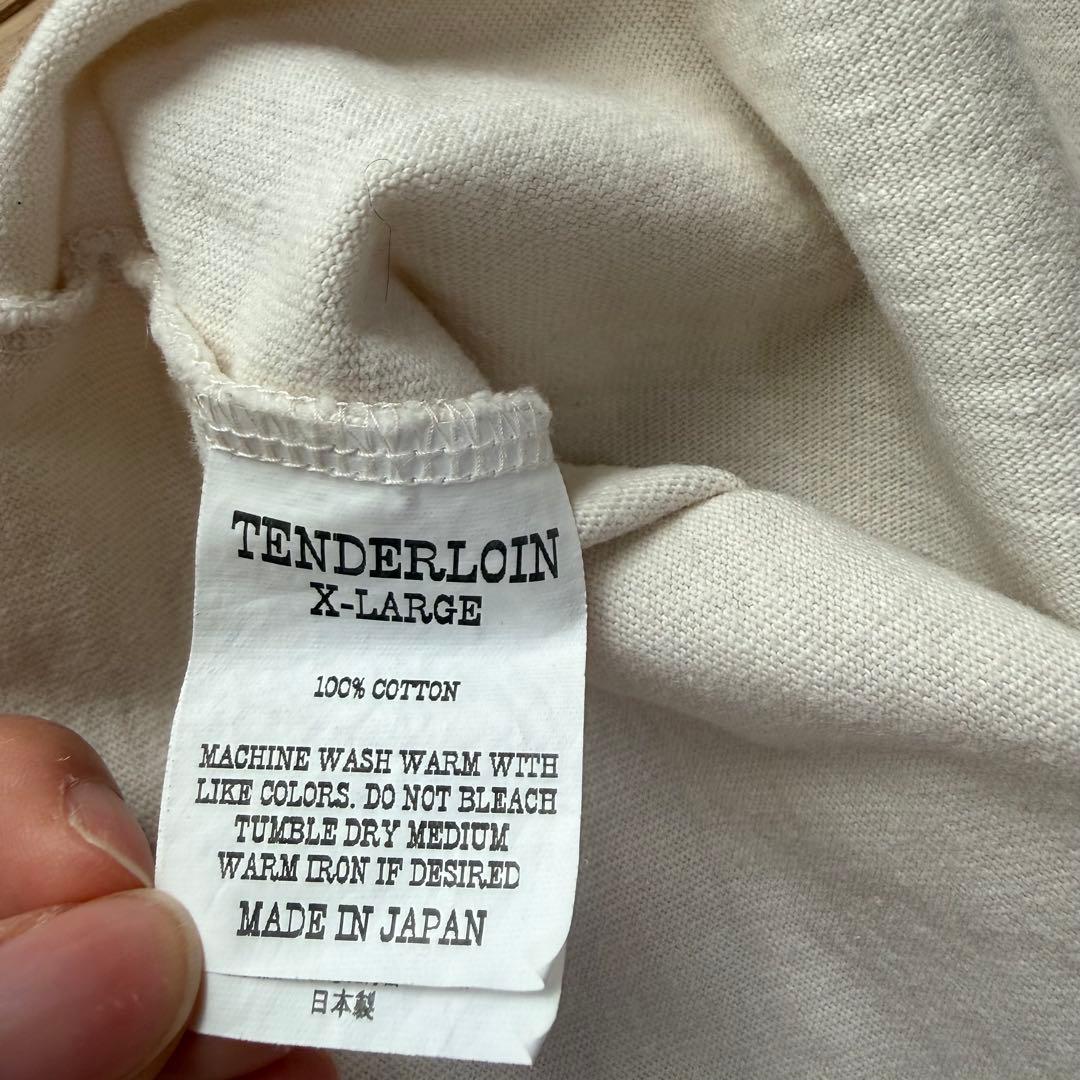 TENDERLOIN
X-LARGE
100% COTTON
MACHINE WASH WARM WITH
LIKE COLORS. DO NOT BLEACH
TUMBLE DRY MEDIUM
WARM IRON IF DESIRED
MADE IN JAPAN
日本製